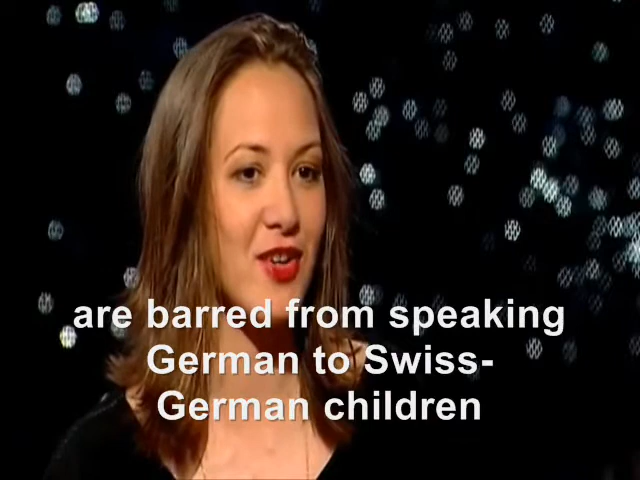 are barred from speaking
German to Swiss-
German children